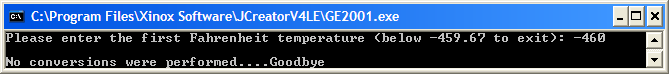 C:\Program Files\Xinox Software\JCreatorV4LE\GE2001.exe
Please enter the first Fahrenheit temperature (below -459.67 to exit): -460
No conversions were performed....Goodbye